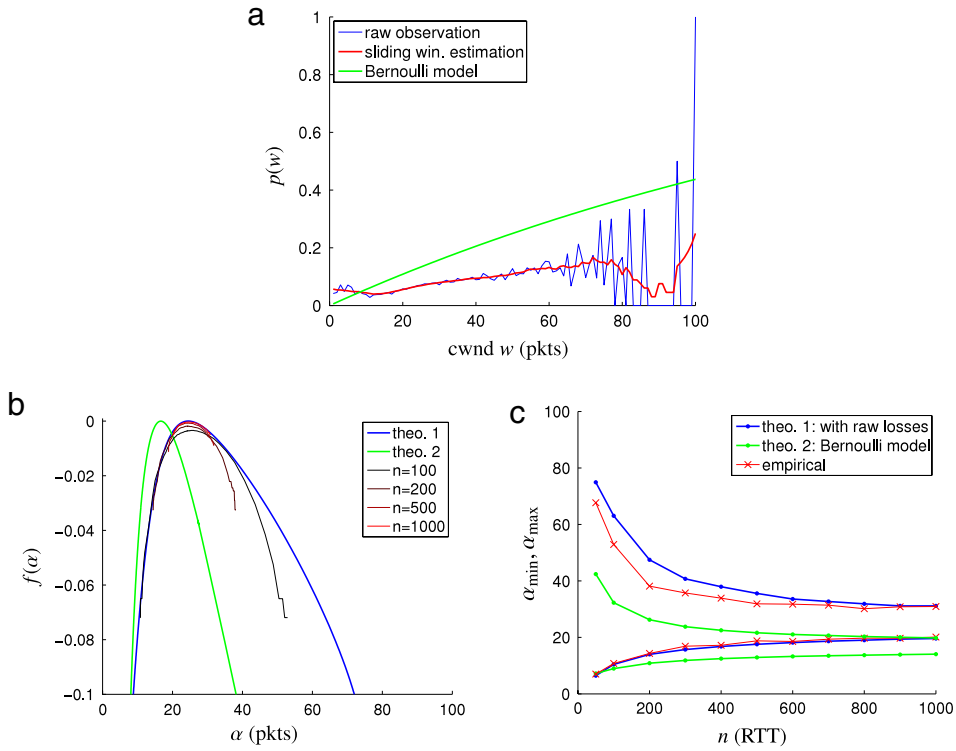 a
1
0.8
0.6
0.4
0.2
0
p(w)
raw observation
sliding win. estimation
Bernoulli model
0 20 40 60 80 100
cwnd w (pkts)
b
0
−0.02
−0.04
−0.06
−0.08
−0.1
f(α)
theo. 1
theo. 2
n=100
n=200
n=500
n=1000
0 20 40 60 80 100
α (pkts)
c
100
80
60
40
20
0
αmin, αmax
theo. 1: with raw losses
theo. 2: Bernoulli model
empirical
0 200 400 600 800 1000
n (RTT)